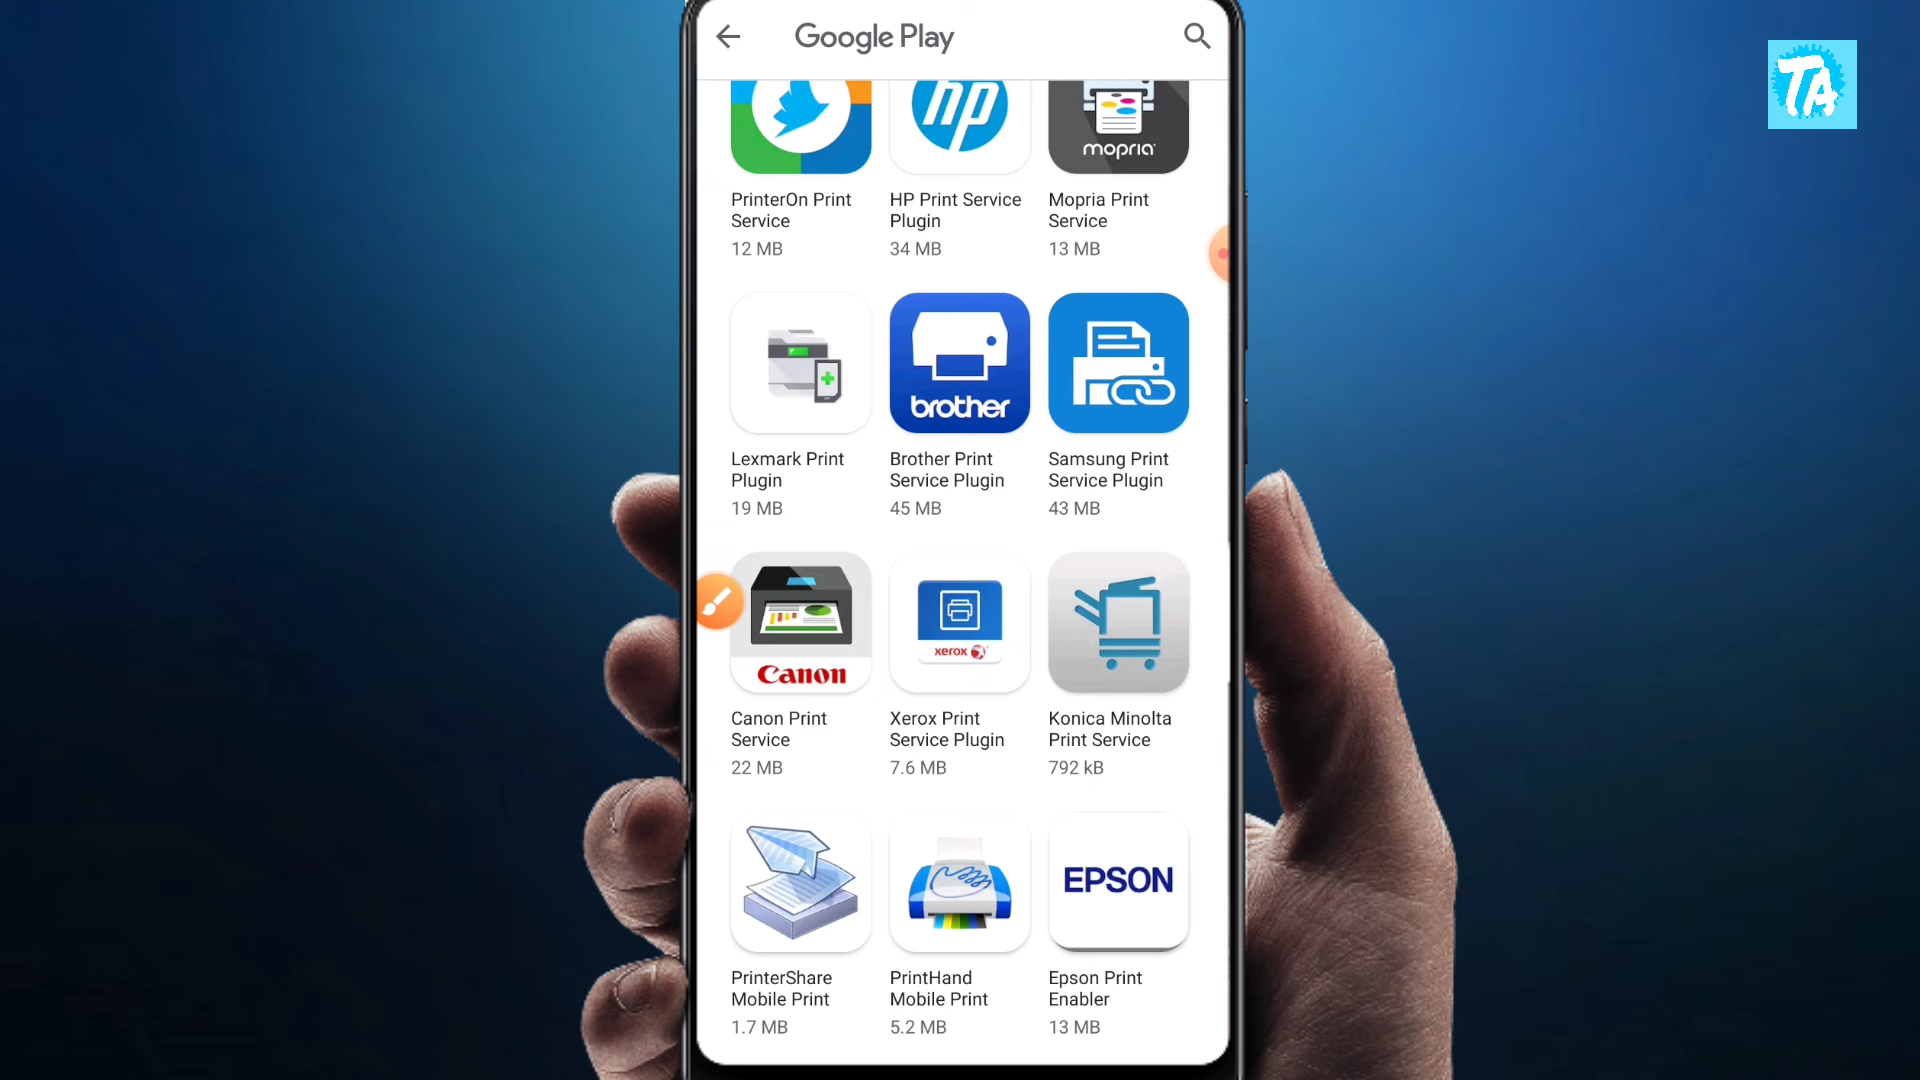 Google Play
TA
hp
mopria
PrinterOn Print
Service
12 MB
HP Print Service
Plugin
34 MB
Mopria Print
Service
13 MB
brother
Lexmark Print
Plugin
19 MB
Brother Print
Service Plugin
45 MB
Samsung Print
Service Plugin
43 MB
Canon
xerox
Canon Print
Service
22 MB
Xerox Print
Service Plugin
7.6 MB
Konica Minolta
Print Service
792 kB
EPSON
PrinterShare
Mobile Print
1.7 MB
PrintHand
Mobile Print
5.2 MB
Epson Print
Enabler
13 MB